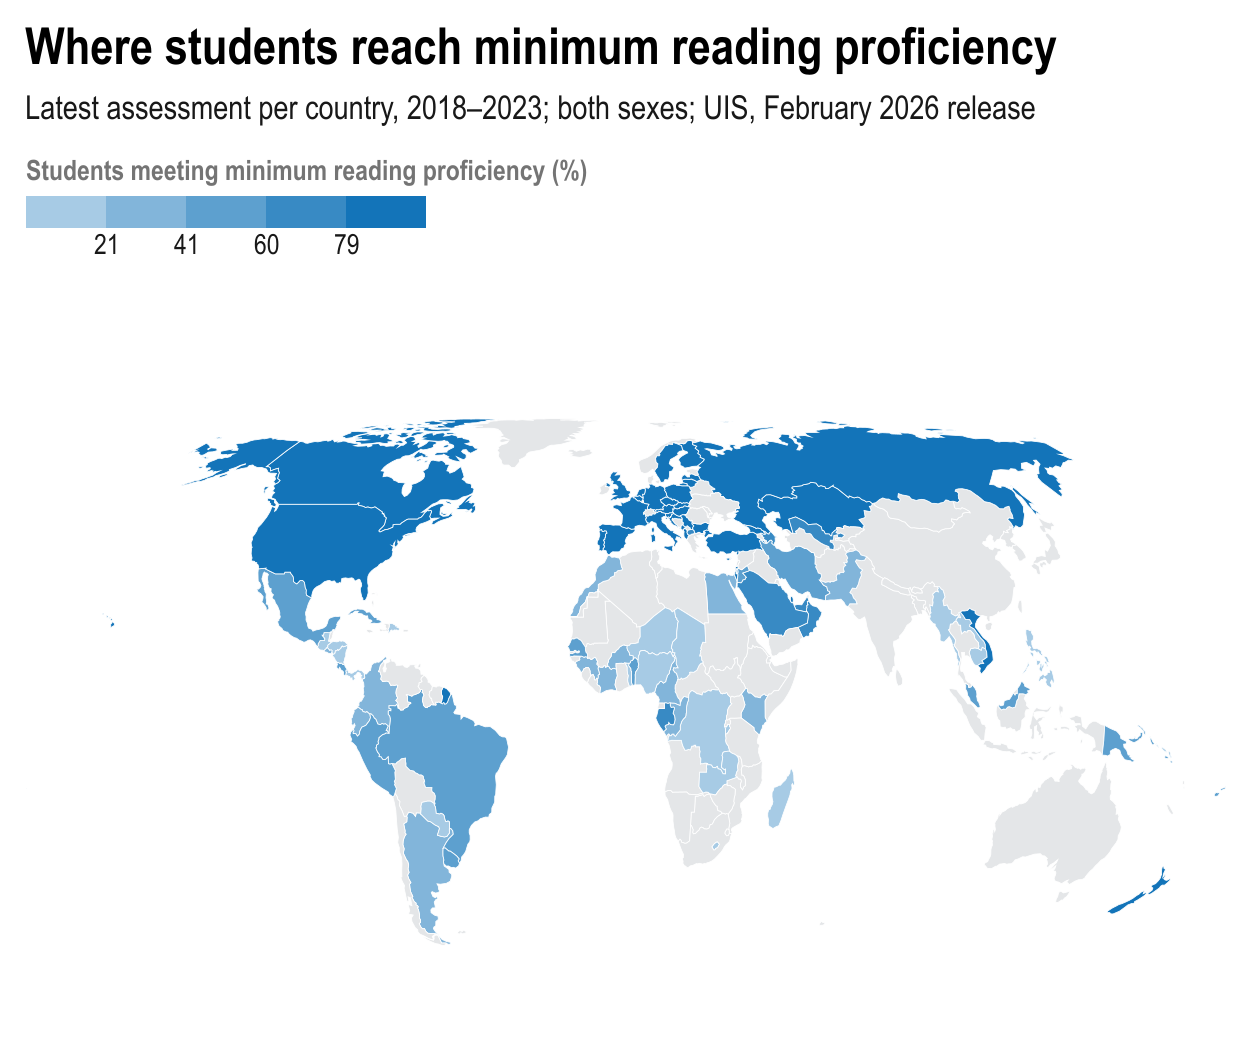 Where students reach minimum reading proficiency
Latest assessment per country, 2018–2023; both sexes; UIS, February 2026 release
Students meeting minimum reading proficiency (%)
21 41 60 79